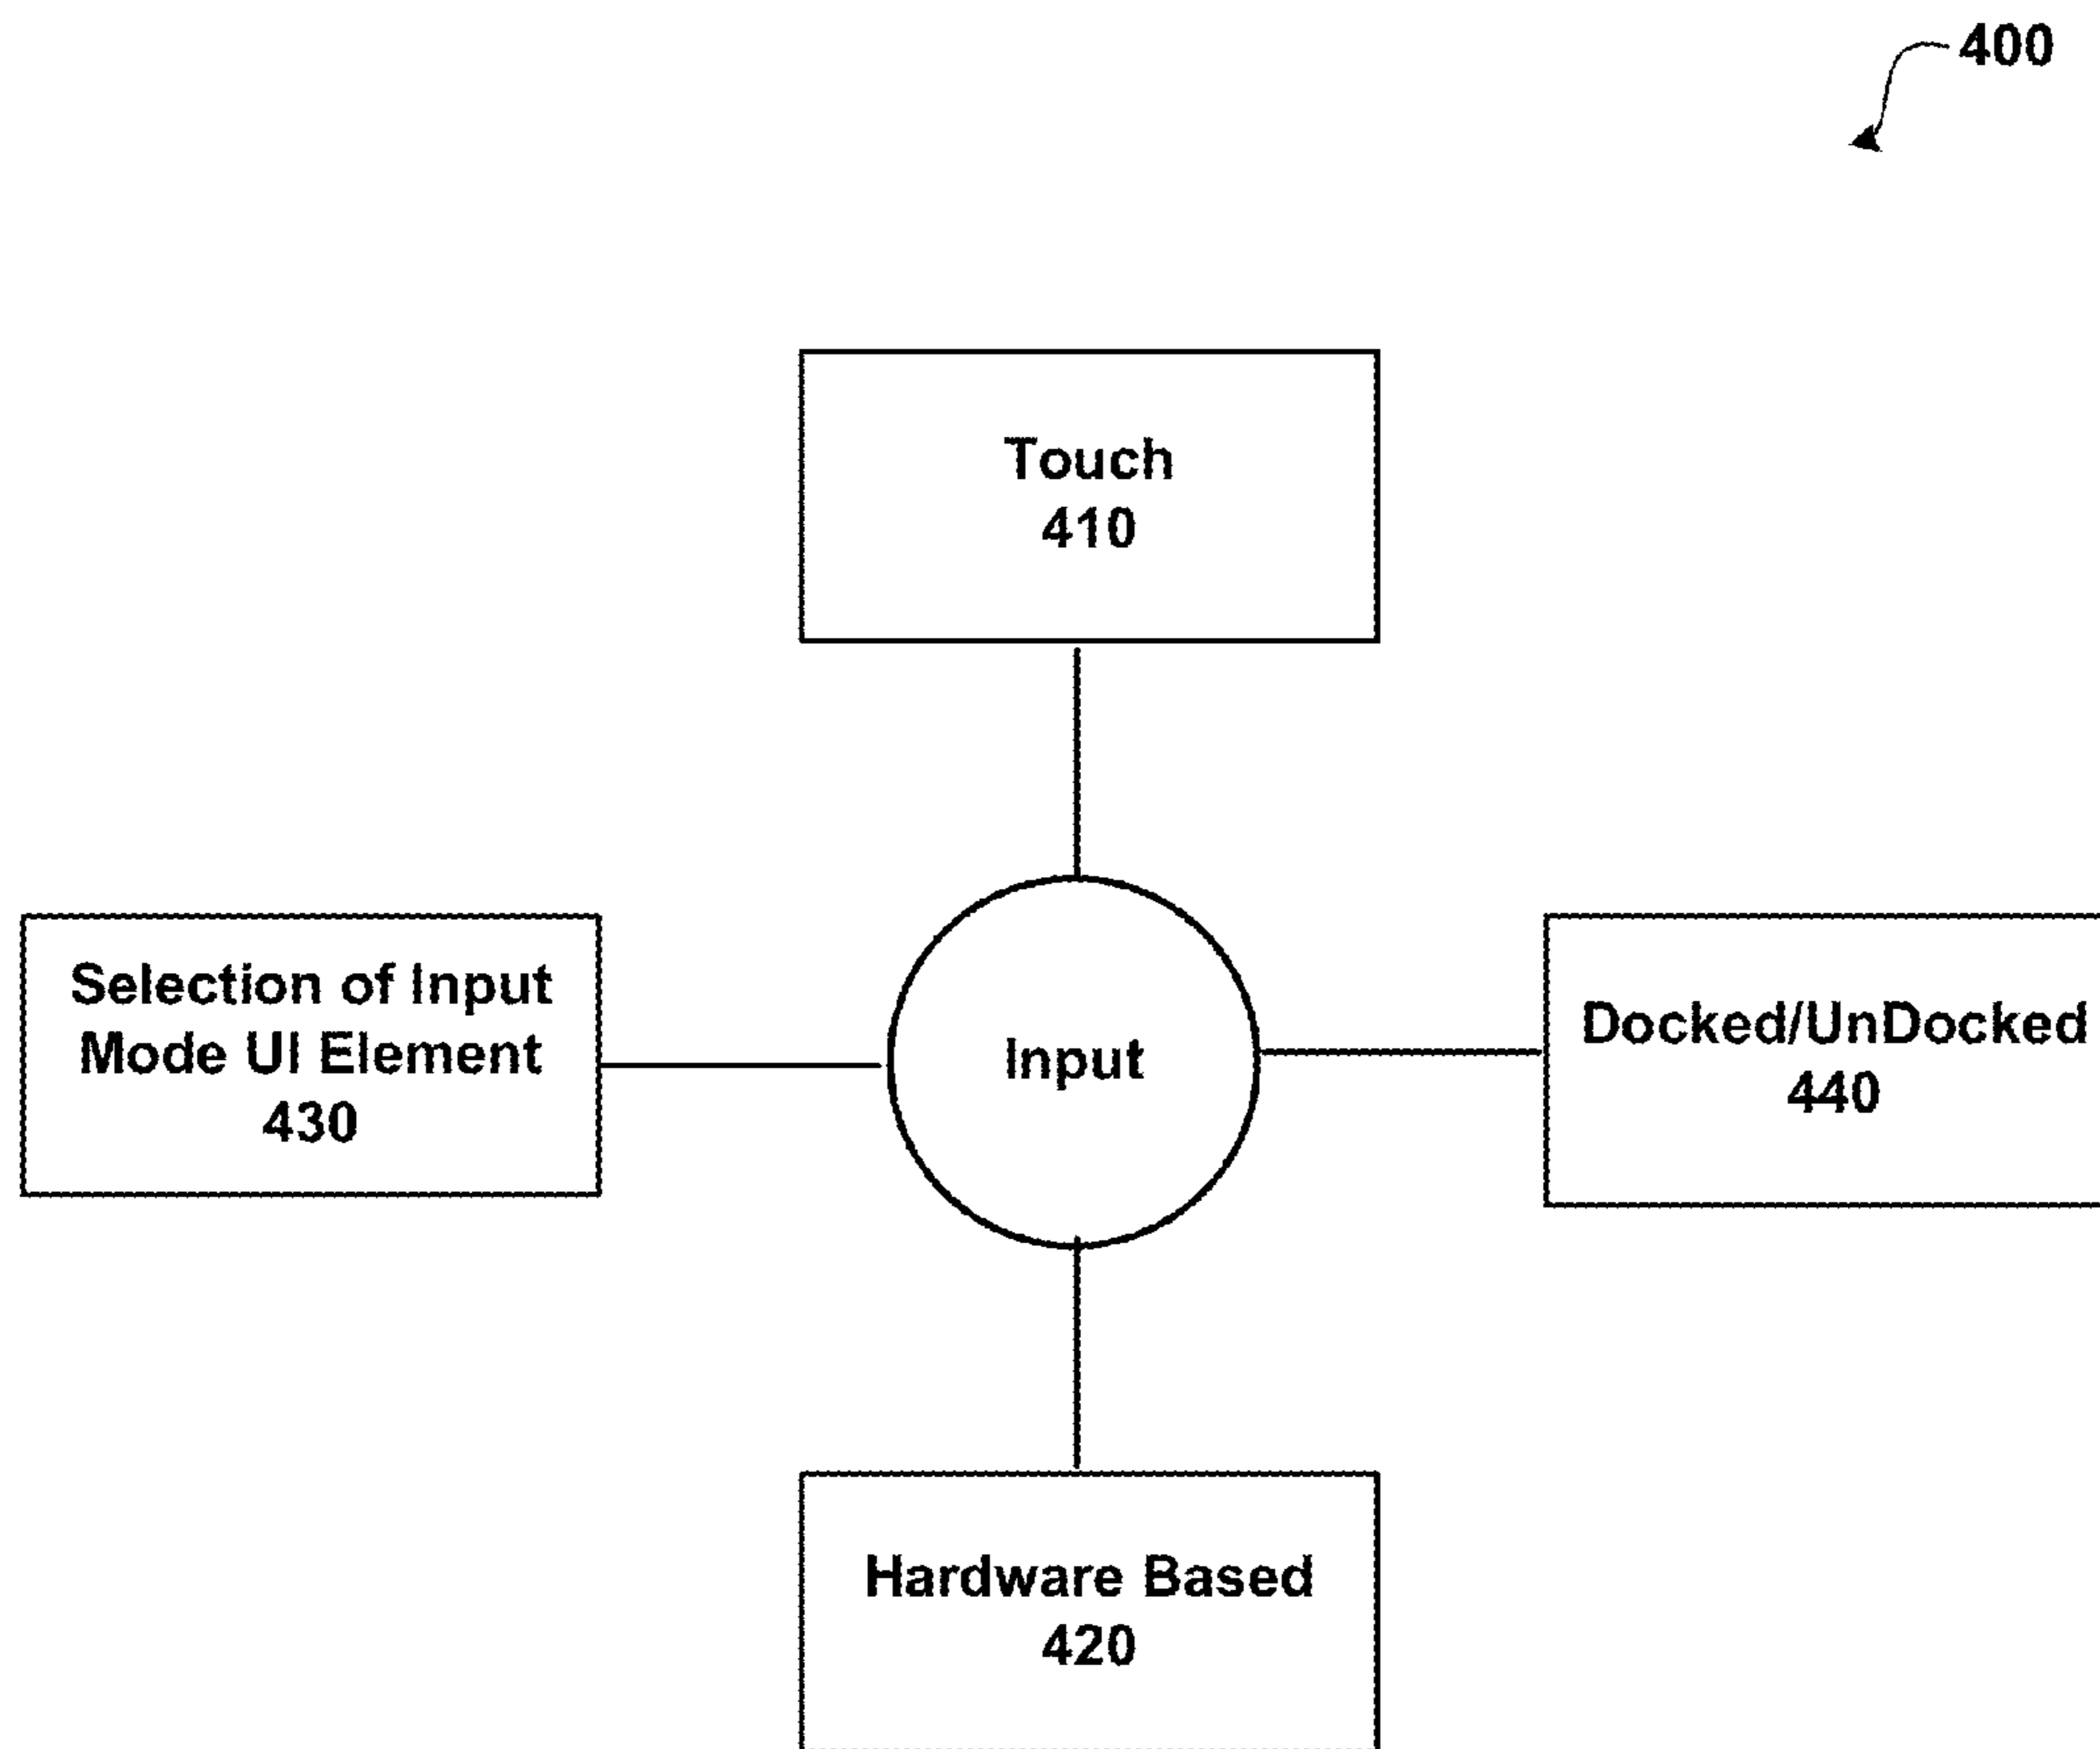 400
Touch
410
Selection of Input
Mode UI Element
430
Input
Docked/UnDocked
440
Hardware Based
420